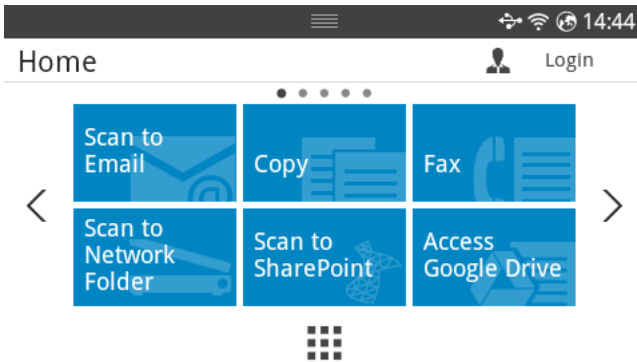 14:44
Home
Login
Scan to
Email
Copy
Fax
Scan to
Network
Folder
Scan to
SharePoint
Access
Google Drive